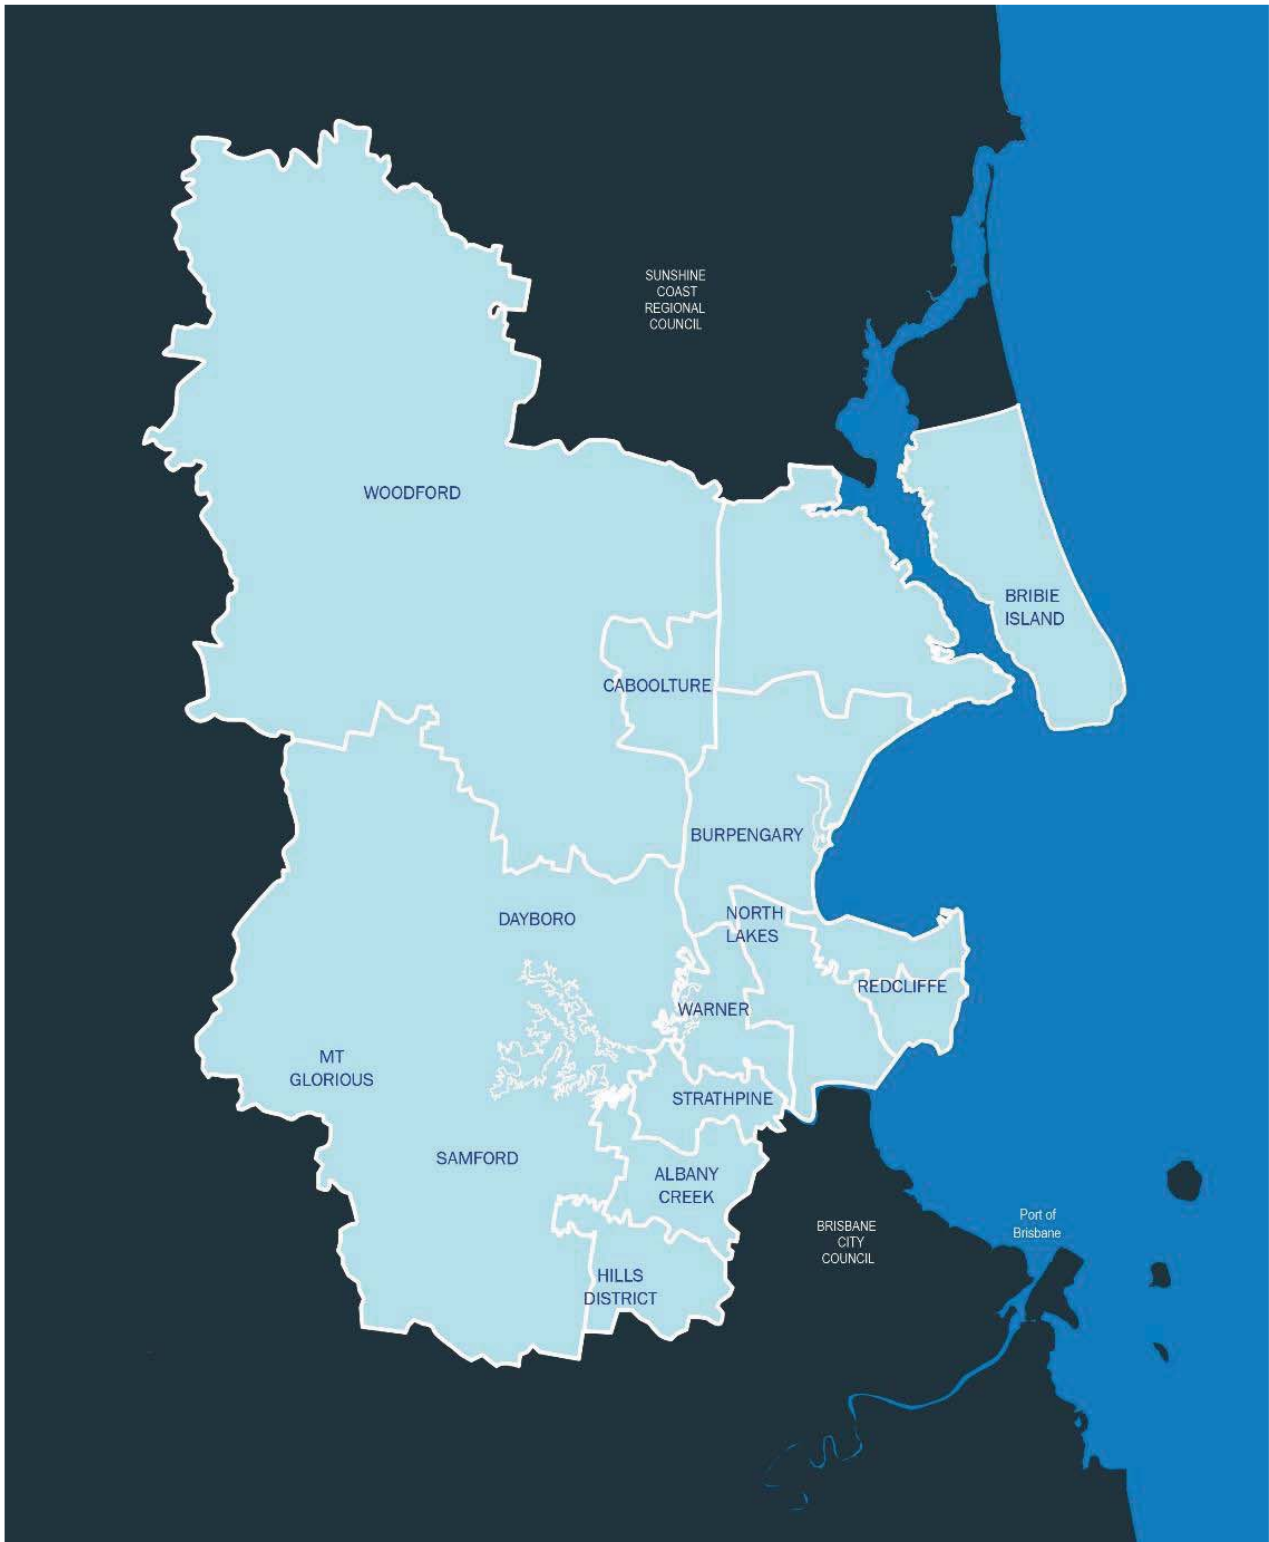 SUNSHINE
COAST
REGIONAL
COUNCIL
WOODFORD
BRIBIE
ISLAND
CABOOLTURE
BURPENGARY
DAYBORO
NORTH
LAKES
REDCLIFFE
WARNER
MT
GLORIOUS
STRATHPINE
SAMFORD
ALBANY
CREEK
BRISBANE
CITY
COUNCIL
Port of
Brisbane
HILLS
DISTRICT